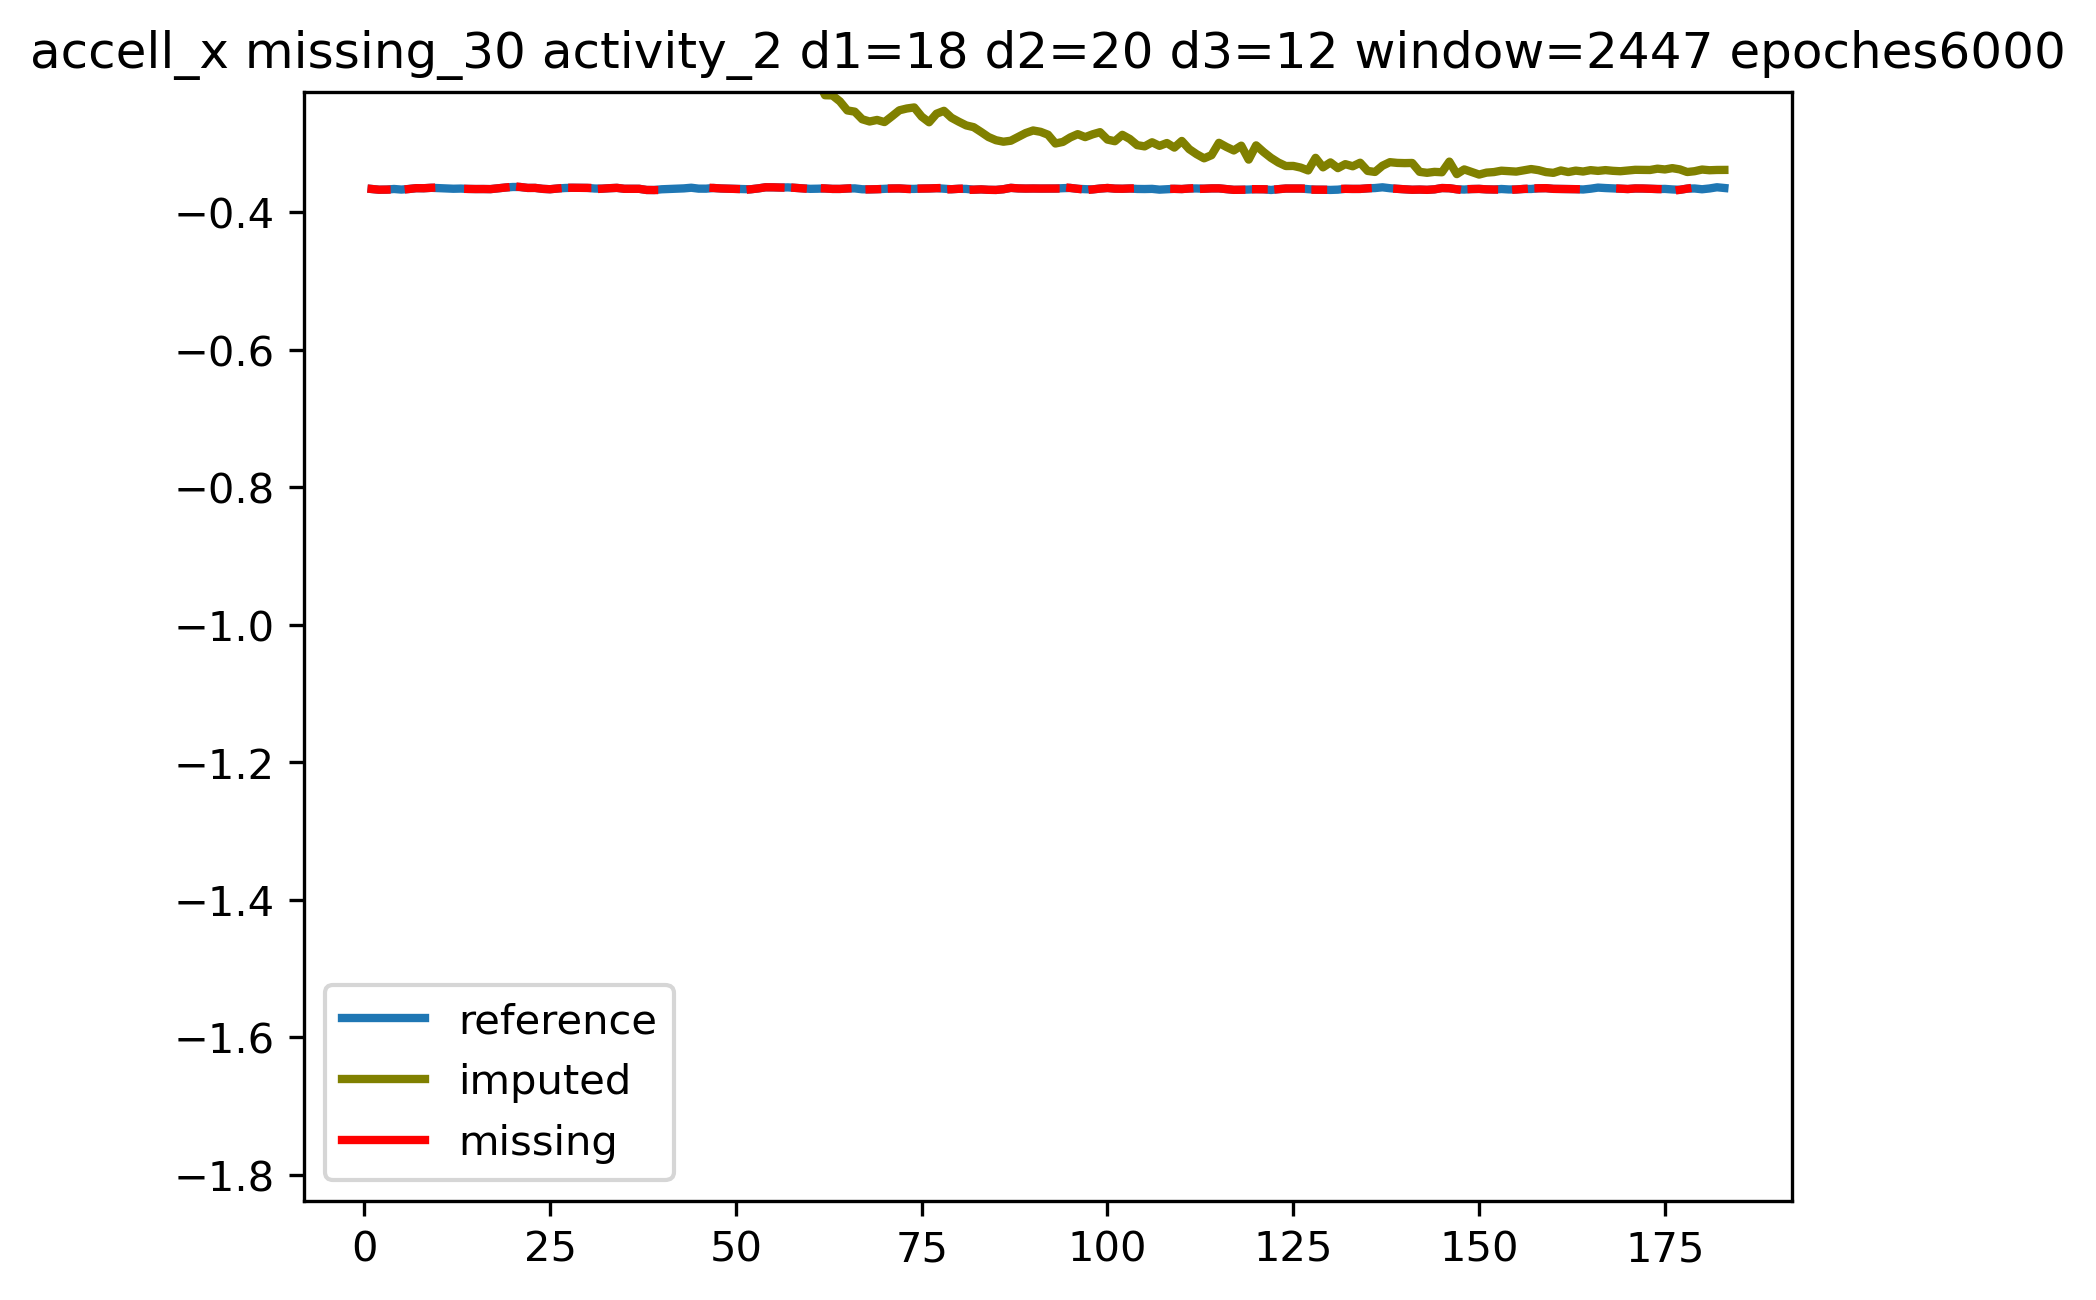 accell_x missing_30 activity_2 d1=18 d2=20 d3=12 window=2447 epoches6000
−0.4
−0.6
−0.8
−1.0
−1.2
−1.4
−1.6
−1.8
reference
imputed
missing
0 25 50 75 100 125 150 175